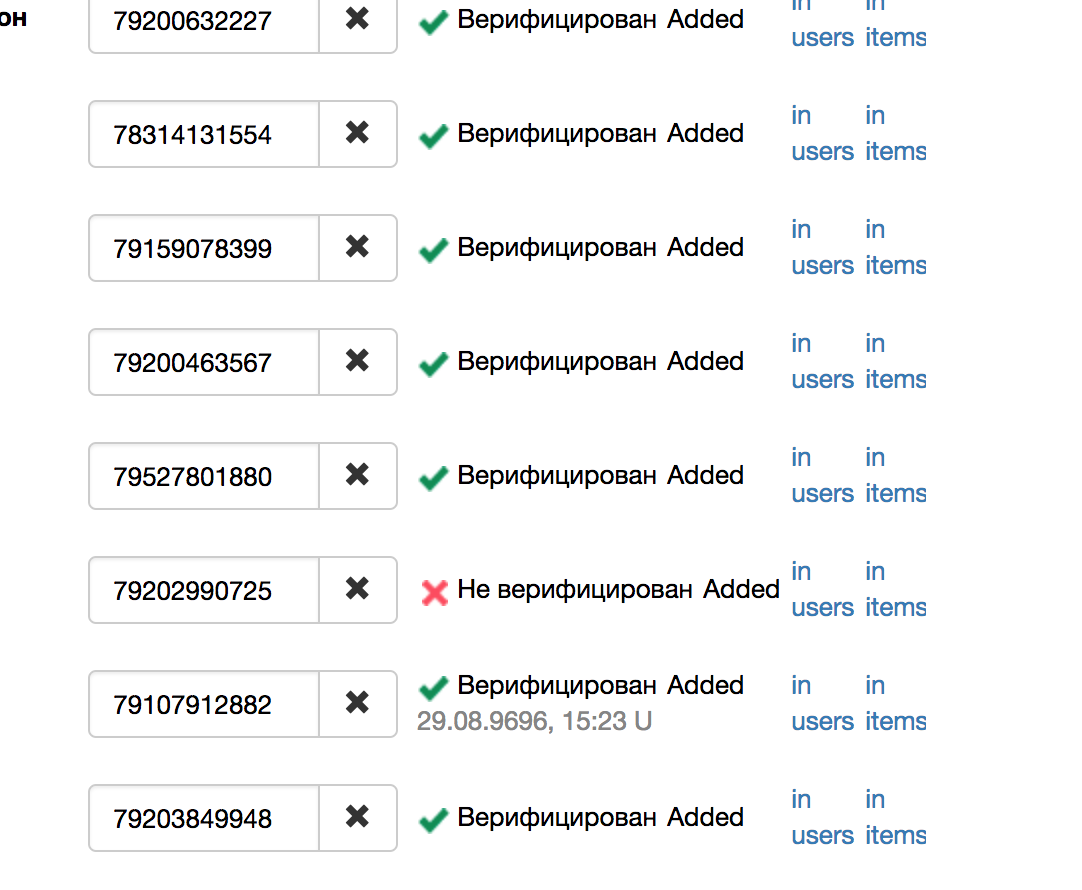 он
79200632227 Верифицирован Added in in
users items
78314131554 Верифицирован Added in in
users items
79159078399 Верифицирован Added in in
users items
79200463567 Верифицирован Added in in
users items
79527801880 Верифицирован Added in in
users items
79202990725 Не верифицирован Added in in
users items
79107912882 Верифицирован Added in in
29.08.9696, 15:23 U users items
79203849948 Верифицирован Added in in
users items